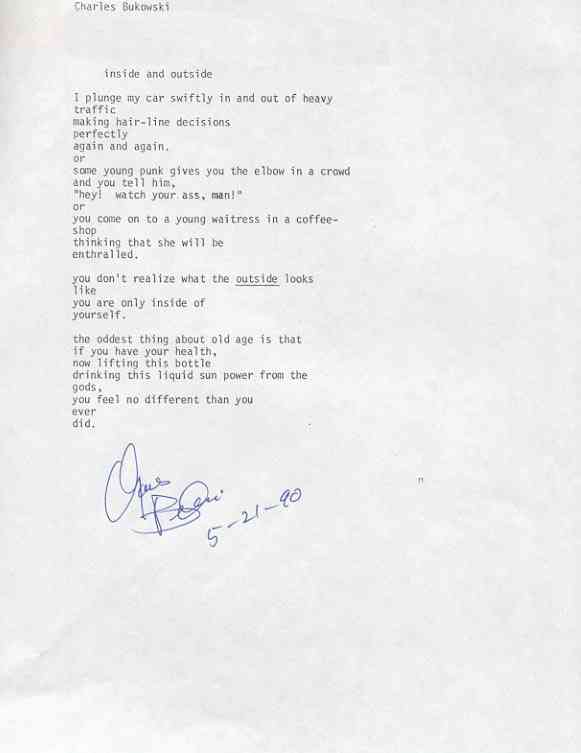 Charles Bukowski
inside and outside
I plunge my car swiftly in and out of heavy
traffic
making hair-line decisions
perfectly
again and again.
or
some young punk gives you the elbow in a crowd
and you tell him,
"hey!  watch your ass, man!"
or
you come on to a young waitress in a coffee-
shop
thinking that she will be
enthralled.
you don't realize what the outside looks
like
you are only inside of
yourself.
the oddest thing about old age is that
if you have your health,
now lifting this bottle
drinking this liquid sun power from the
gods,
you feel no different than you
ever
did.
5-21-90